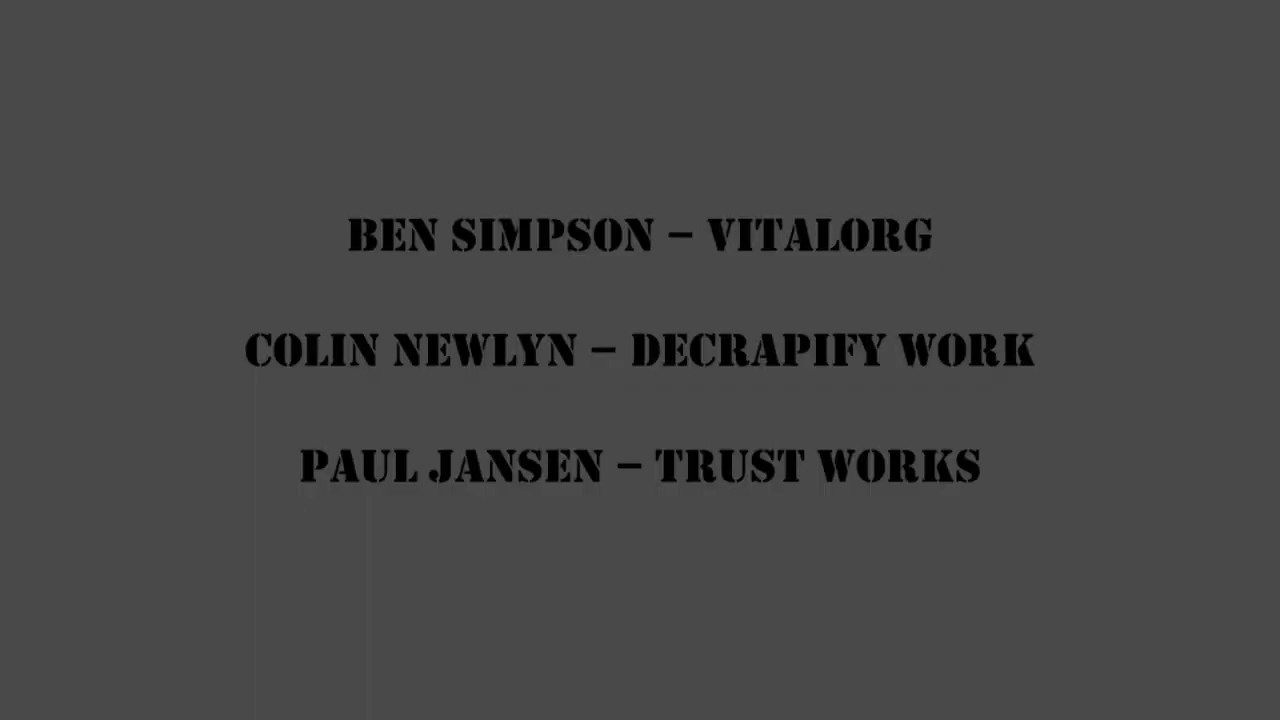 BEN SIMPSON – VITALORG
COLIN NEWLYN – DECRAPIFY WORK
PAUL JANSEN – TRUST WORKS